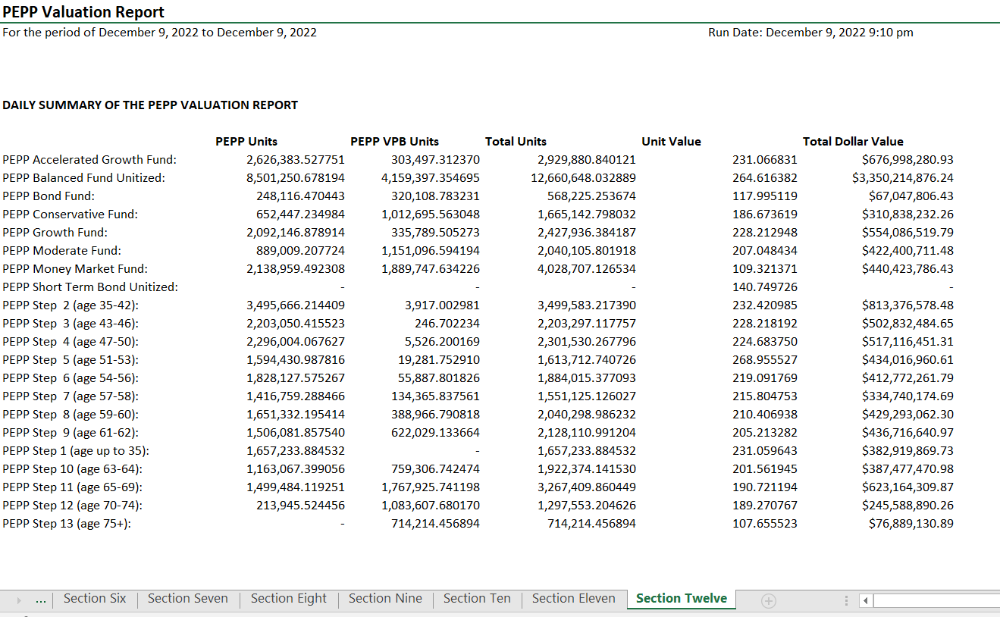 PEPP Valuation Report
For the period of December 9, 2022 to December 9, 2022 Run Date: December 9, 2022 9:10 pm
DAILY SUMMARY OF THE PEPP VALUATION REPORT
PEPP Units PEPP VPB Units Total Units Unit Value Total Dollar Value
PEPP Accelerated Growth Fund: 2,626,383.527751 303,497.312370 2,929,880.840121 231.066831 $676,998,280.93
PEPP Balanced Fund Unitized: 8,501,250.678194 4,159,397.354695 12,660,648.032889 264.616382 $3,350,214,876.24
PEPP Bond Fund: 248,116.470443 320,108.783231 568,225.253674 117.995119 $67,047,806.43
PEPP Conservative Fund: 652,447.234984 1,012,695.563048 1,665,142.798032 186.673619 $310,838,232.26
PEPP Growth Fund: 2,092,146.878914 335,789.505273 2,427,936.384187 228.212948 $554,086,519.79
PEPP Moderate Fund: 889,009.207724 1,151,096.594194 2,040,105.801918 207.048434 $422,400,711.48
PEPP Money Market Fund: 2,138,959.492308 1,889,747.634226 4,028,707.126534 109.321371 $440,423,786.43
PEPP Short Term Bond Unitized: - - - 140.749726 -
PEPP Step 2 (age 35-42): 3,495,666.214409 3,917.002981 3,499,583.217390 232.420985 $813,376,578.48
PEPP Step 3 (age 43-46): 2,203,050.415523 246.702234 2,203,297.117757 228.218192 $502,832,484.65
PEPP Step 4 (age 47-50): 2,296,004.067627 5,526.200169 2,301,530.267796 224.683750 $517,116,451.31
PEPP Step 5 (age 51-53): 1,594,430.987816 19,281.752910 1,613,712.740726 268.955527 $434,016,960.61
PEPP Step 6 (age 54-56): 1,828,127.575267 55,887.801826 1,884,015.377093 219.091769 $412,772,261.79
PEPP Step 7 (age 57-58): 1,416,759.288466 134,365.837561 1,551,125.126027 215.804753 $334,740,174.69
PEPP Step 8 (age 59-60): 1,651,332.195414 388,966.790818 2,040,298.986232 210.406938 $429,293,062.30
PEPP Step 9 (age 61-62): 1,506,081.857540 622,029.133664 2,128,110.991204 205.213282 $436,716,640.97
PEPP Step 1 (age up to 35): 1,657,233.884532 - 1,657,233.884532 231.059643 $382,919,869.73
PEPP Step 10 (age 63-64): 1,163,067.399056 759,306.742474 1,922,374.141530 201.561945 $387,477,470.98
PEPP Step 11 (age 65-69): 1,499,484.119251 1,767,925.741198 3,267,409.860449 190.721194 $623,164,309.87
PEPP Step 12 (age 70-74): 213,945.524456 1,083,607.680170 1,297,553.204626 189.270767 $245,588,890.26
PEPP Step 13 (age 75+): - 714,214.456894 714,214.456894 107.655523 $76,889,130.89
... Section Six Section Seven Section Eight Section Nine Section Ten Section Eleven Section Twelve